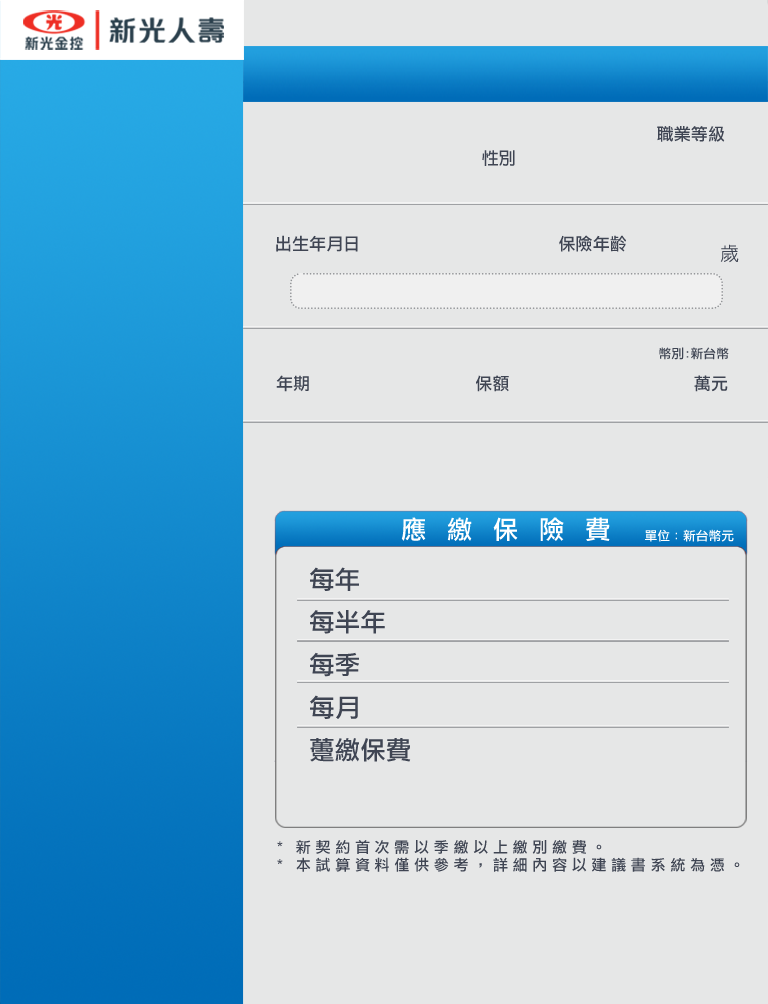 光
新光金控
新光人壽
職業等級
性別
出生年月日
保險年齡
歲
幣別:新台幣
年期
保額
萬元
應繳保險費
單位：新台幣元
每年
每半年
每季
每月
躉繳保費
* 新契約首次需以季繳以上繳別繳費。
* 本試算資料僅供參考，詳細內容以建議書系統為憑。